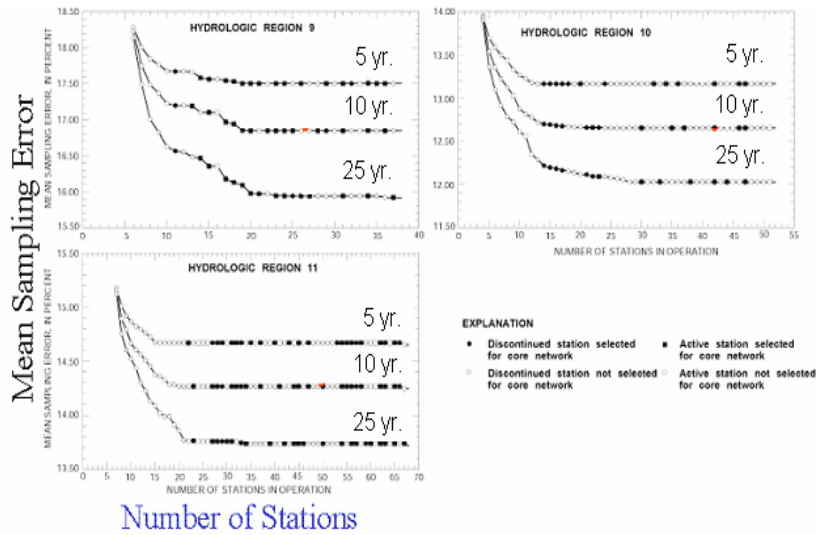 HYDROLOGIC REGION 9
18.50
18.00
17.50
17.00
16.50
16.00
15.50
5 yr.
10 yr.
25 yr.
0 5 10 15 20 25 30 35 40
MEAN SAMPLING ERROR, IN PERCENT
HYDROLOGIC REGION 10
14.00
13.50
13.00
12.50
12.00
11.50
5 yr.
10 yr.
25 yr.
0 5 10 15 20 25 30 35 40 45 50 55
NUMBER OF STATIONS IN OPERATION
Mean Sampling Error
HYDROLOGIC REGION 11
15.00
14.50
14.00
13.50
5 yr.
10 yr.
25 yr.
0 5 10 15 20 25 30 35 40 45 50 55 60 65 70
MEAN SAMPLING ERROR, IN PERCENT
NUMBER OF STATIONS IN OPERATION
Number of Stations
EXPLANATION
Discontinued station selected
for core network
Active station selected
for core network
Discontinued station not selected
for core network
Active station not selected
for core network